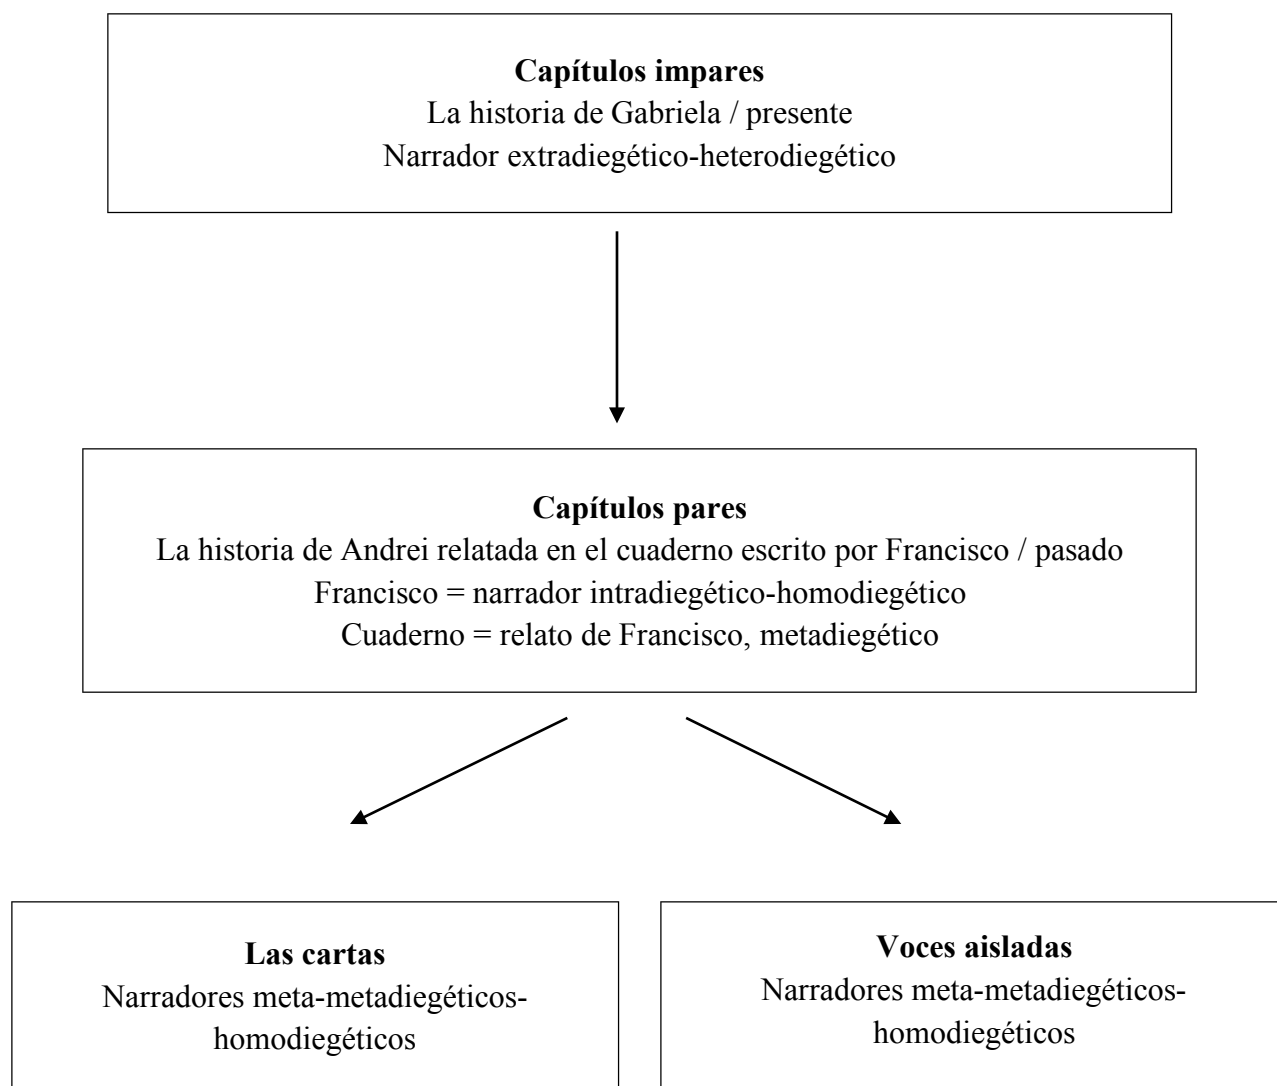 Capítulos impares
La historia de Gabriela / presente
Narrador extradiegético-heterodiegético
Capítulos pares
La historia de Andrei relatada en el cuaderno escrito por Francisco / pasado
Francisco = narrador intradiegético-homodiegético
Cuaderno = relato de Francisco, metadiegético
Las cartas
Narradores meta-metadiegéticos-
homodiegéticos
Voces aisladas
Narradores meta-metadiegéticos-
homodiegéticos